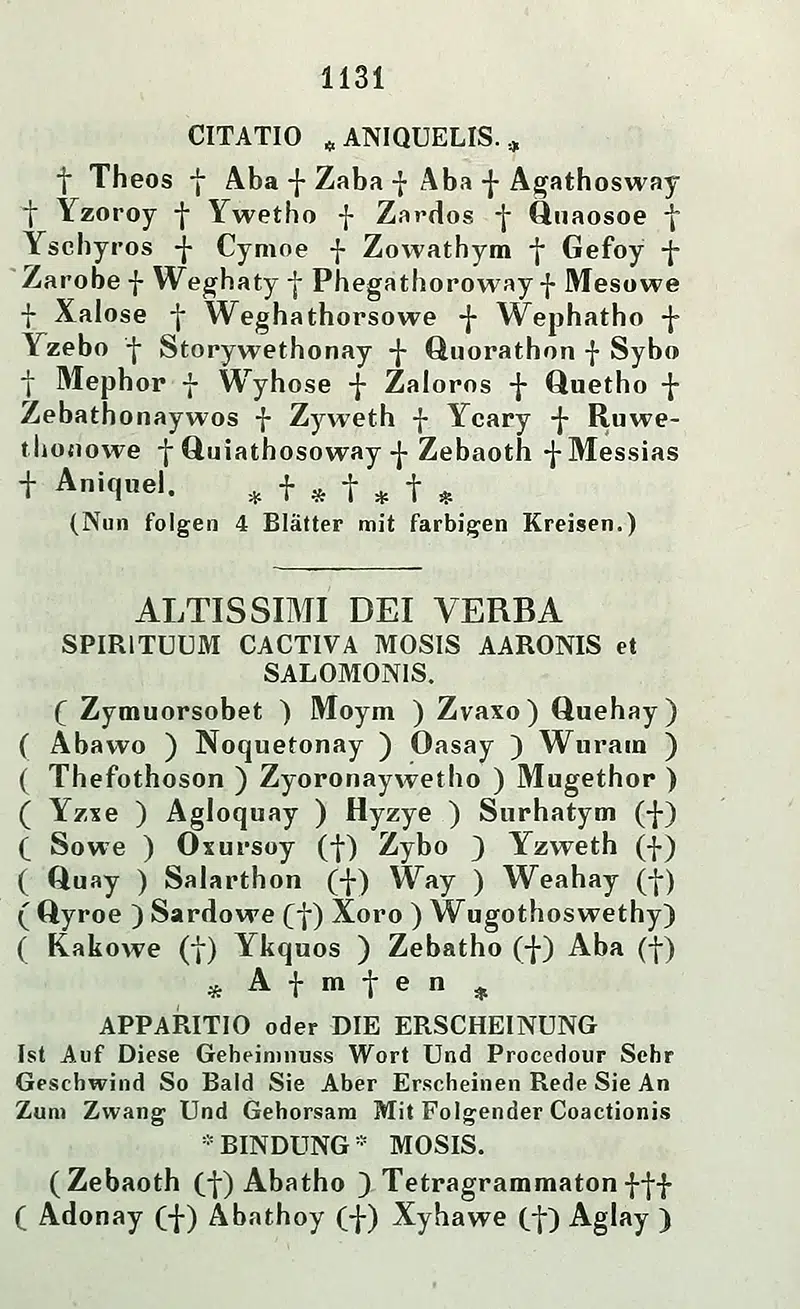 1131
CITATIO * ANIQUELIS. *
† Theos † Aba † Zaba † Aba † Agathosway
† Yzoroy † Ywetho † Zardos † Quaosoe †
Yschyros † Cymoe † Zowathym † Gefoy †
Zarobe † Weghaty † Phegathoroway † Mesowe
† Xalose † Weghathorsowe † Wephatho †
Yzebo † Storywethonay † Quorathon † Sybo
† Mephor † Wyhose † Zaloros † Quetho †
Zebathonaywos † Zyweth † Ycary † Ruwe-
thonowe † Quiathosoway † Zebaoth † Messias
† Aniquel. * † * † * † *
(Nun folgen 4 Blätter mit farbigen Kreisen.)
ALTISSIMI DEI VERBA
SPIRITUUM CACTIVA MOSIS AARONIS et
SALOMONIS.
( Zymuorsobet ) Moym ) Zvaxo ) Quehay )
( Abawo ) Noquetonay ) Oasay ) Wuram )
( Thefothoson ) Zyoronaywetho ) Mugethor )
( Yzxe ) Agloquay ) Hyzye ) Surhatym (†)
( Sowe ) Oxursoy (†) Zybo ) Yzweth (†)
( Quay ) Salarthon (†) Way ) Weahay (†)
( Qyroe ) Sardowe (†) Xoro ) Wugothoswethy)
( Kakowe (†) Ykquos ) Zebatho (†) Aba (†)
* A † m † e n *
APPARITIO oder DIE ERSCHEINUNG
Ist Auf Diese Geheimnuss Wort Und Procedour Sehr
Geschwind So Bald Sie Aber Erscheinen Rede Sie An
Zum Zwang Und Gehorsam Mit Folgender Coactionis
* BINDUNG * MOSIS.
( Zebaoth (†) Abatho ) Tetragrammaton †††
( Adonay (†) Abathoy (†) Xyhawe (†) Aglay )